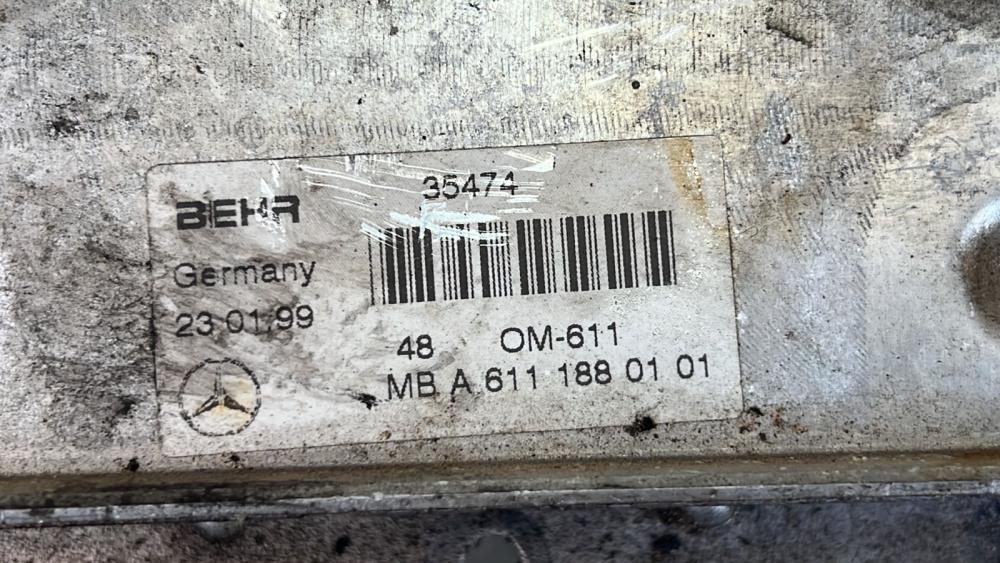 35474
BEHR
Germany
23.01.99
48 OM-611
MB A 611 188 01 01